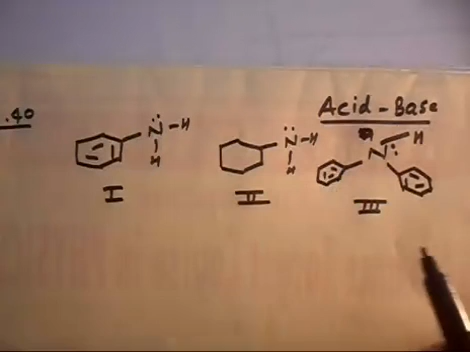 .40
Acid-Base
N-H
H
N-H
H
N H
I
II
III